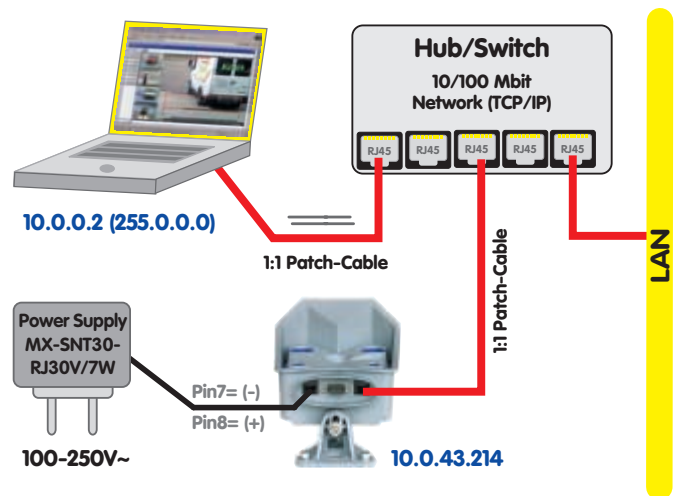 Hub/Switch
10/100 Mbit
Network (TCP/IP)
RJ45
RJ45
RJ45
RJ45
RJ45
10.0.0.2 (255.0.0.0)
1:1 Patch-Cable
1:1 Patch-Cable
LAN
Power Supply
MX-SNT30-
RJ30V/7W
Pin7= (-)
Pin8= (+)
100-250V~
10.0.43.214